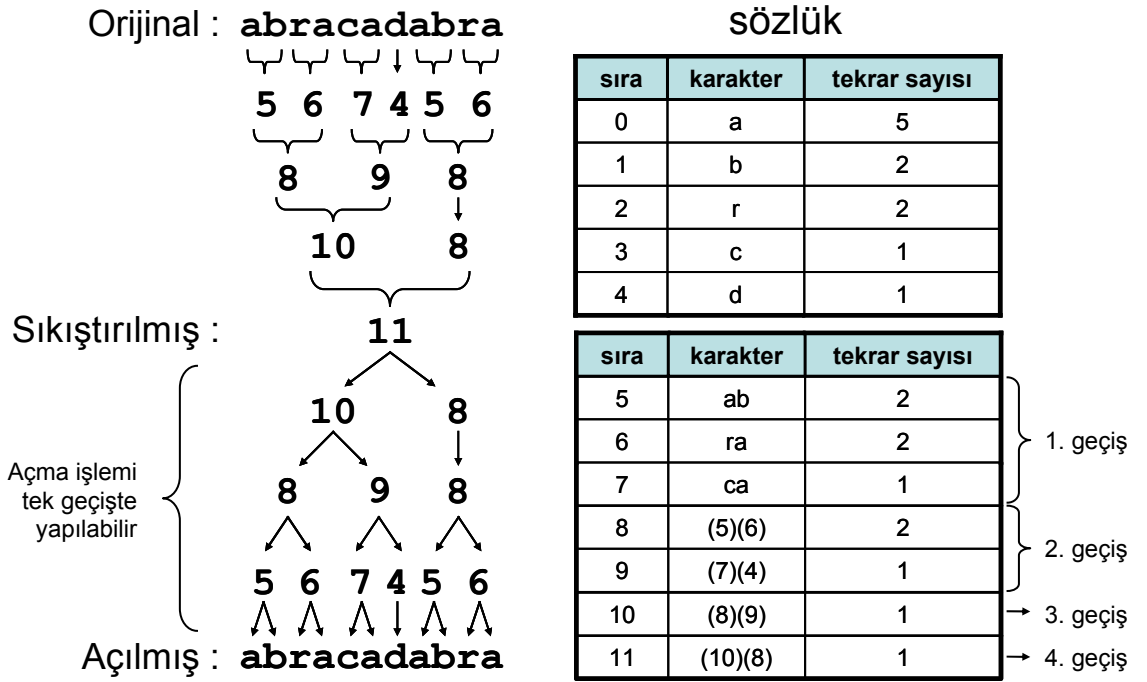 Orijinal : abracadabra
5 6 7 4 5 6
8 9 8
10 8
Sıkıştırılmış : 11
10 8
Açma işlemi
tek geçişte
yapılabilir
8 9 8
5 6 7 4 5 6
Açılmış : abracadabra
sözlük
sıra karakter tekrar sayısı
0 a 5
1 b 2
2 r 2
3 c 1
4 d 1
sıra karakter tekrar sayısı
5 ab 2
6 ra 2
7 ca 1
1. geçiş
8 (5)(6) 2
9 (7)(4) 1
2. geçiş
10 (8)(9) 1 3. geçiş
11 (10)(8) 1 4. geçiş